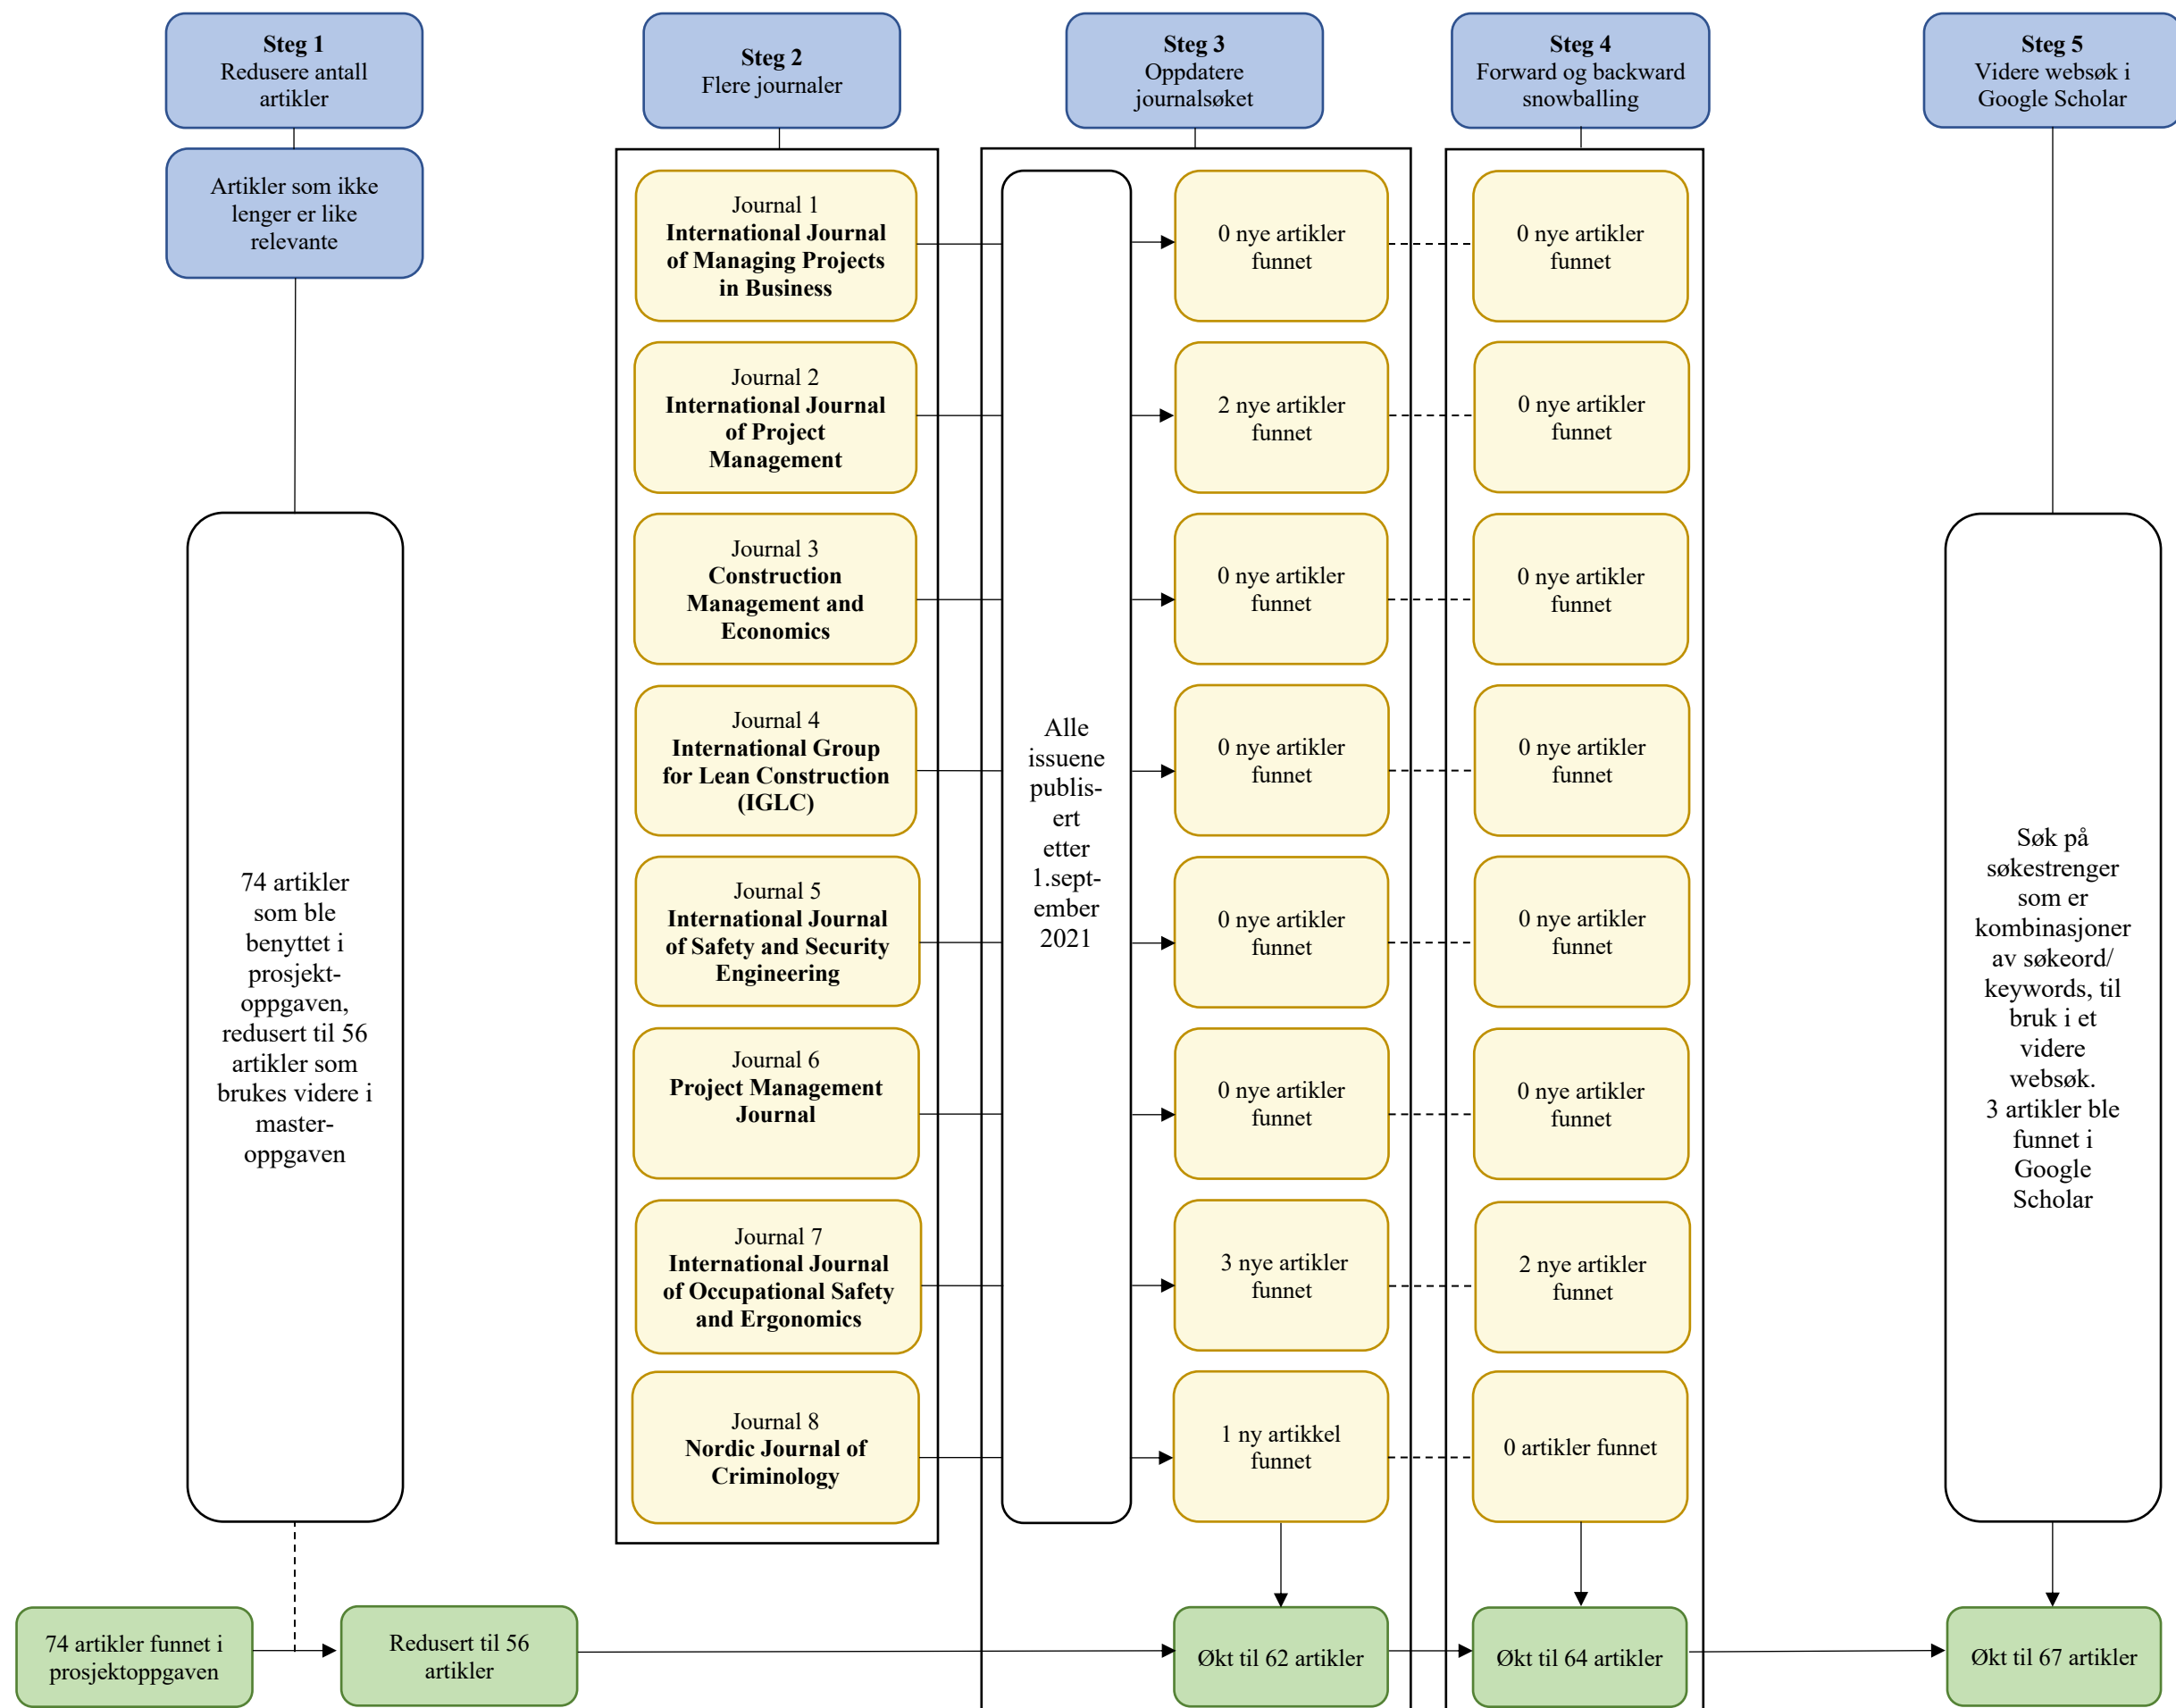 Steg 1
Redusere antall
artikler
Artikler som ikke
lenger er like
relevante
74 artikler
som ble
benyttet i
prosjekt-
oppgaven,
redusert til 56
artikler som
brukes videre i
master-
oppgaven
Steg 2
Flere journaler
Journal 1
International Journal
of Managing Projects
in Business
Journal 2
International Journal
of Project
Management
Journal 3
Construction
Management and
Economics
Journal 4
International Group
for Lean Construction
(IGLC)
Journal 5
International Journal
of Safety and Security
Engineering
Journal 6
Project Management
Journal
Journal 7
International Journal
of Occupational Safety
and Ergonomics
Journal 8
Nordic Journal of
Criminology
Steg 3
Oppdatere
journalsøket
Alle
issuene
publis-
ert
etter
1.sept-
ember
2021
0 nye artikler
funnet
2 nye artikler
funnet
0 nye artikler
funnet
0 nye artikler
funnet
0 nye artikler
funnet
0 nye artikler
funnet
3 nye artikler
funnet
1 ny artikkel
funnet
Steg 4
Forward og backward
snowballing
0 nye artikler
funnet
0 nye artikler
funnet
0 nye artikler
funnet
0 nye artikler
funnet
0 nye artikler
funnet
0 nye artikler
funnet
2 nye artikler
funnet
0 artikler funnet
Steg 5
Videre websøk i
Google Scholar
Søk på
søkestrenger
som er
kombinasjoner
av søkeord/
keywords, til
bruk i et
videre
websøk.
3 artikler ble
funnet i
Google
Scholar
74 artikler funnet i
prosjektoppgaven
Redusert til 56
artikler
Økt til 62 artikler
Økt til 64 artikler
Økt til 67 artikler